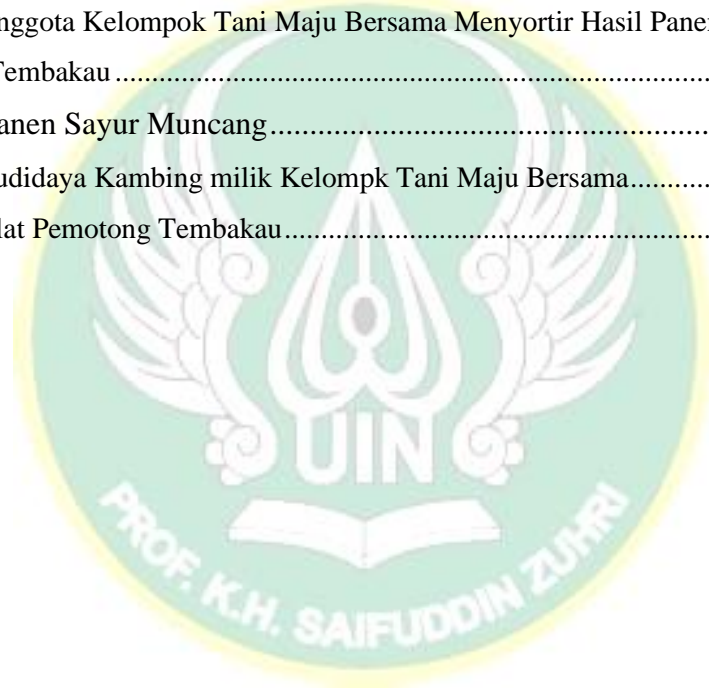 nggota Kelompok Tani Maju Bersama Menyortir Hasil Pane
Tembakau ..............................................................................
anen Sayur Muncang.......................................................
udidaya Kambing milik Kelompk Tani Maju Bersama..........
lat Pemotong Tembakau.....................................................
UIN
PROF. K.H. SAIFUDDIN ZUHRI